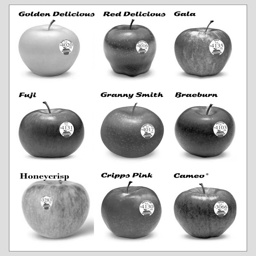 Golden Delicious Red Delicious Gala
Fuji Granny Smith Braeburn
Honeycrisp Cripps Pink Cameo®